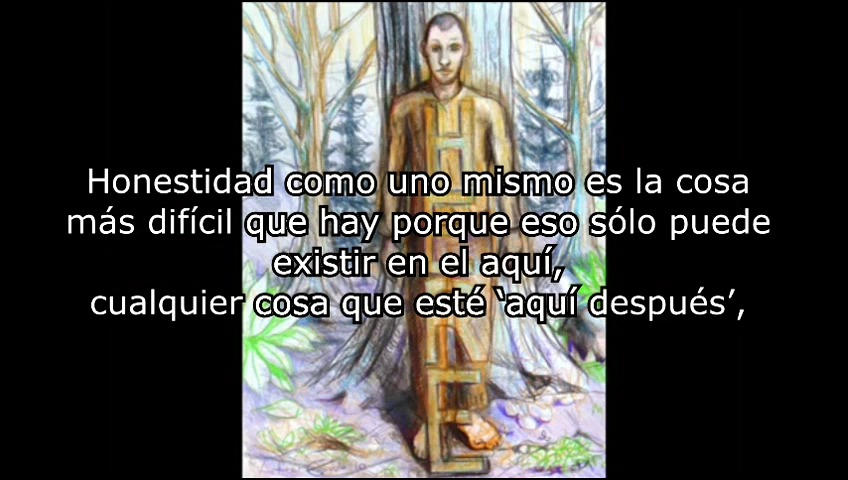 Honestidad como uno mismo es la cosa
más difícil que hay porque eso sólo puede
existir en el aquí,
cualquier cosa que esté ‘aquí después’,